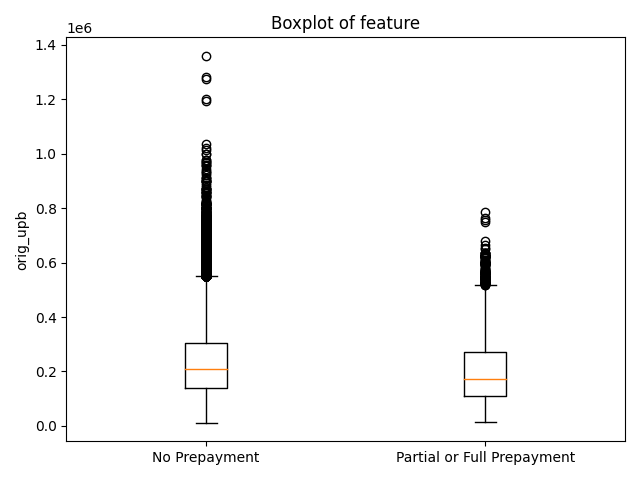 Boxplot of feature
1e6
1.4
1.2
1.0
0.8
0.6
0.4
0.2
0.0
orig_upb
No Prepayment
Partial or Full Prepayment